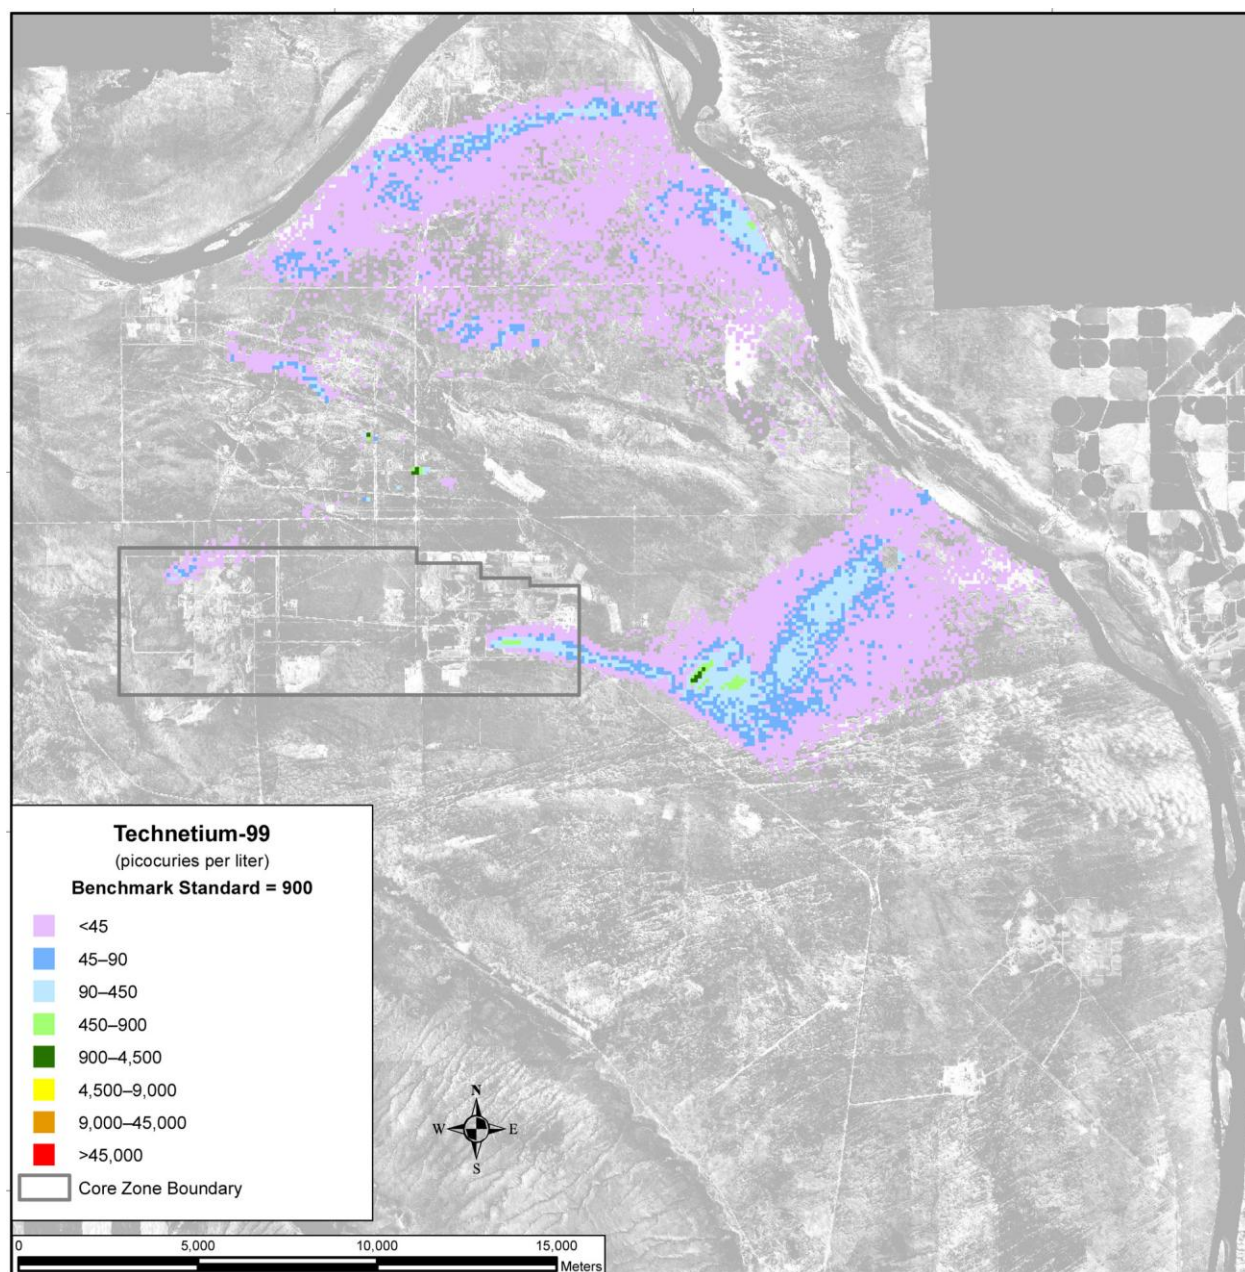 Technetium-99
(picocuries per liter)
Benchmark Standard = 900
<45
45–90
90–450
450–900
900–4,500
4,500–9,000
9,000–45,000
>45,000
Core Zone Boundary
N
W E
S
0 5,000 10,000 15,000
Meters